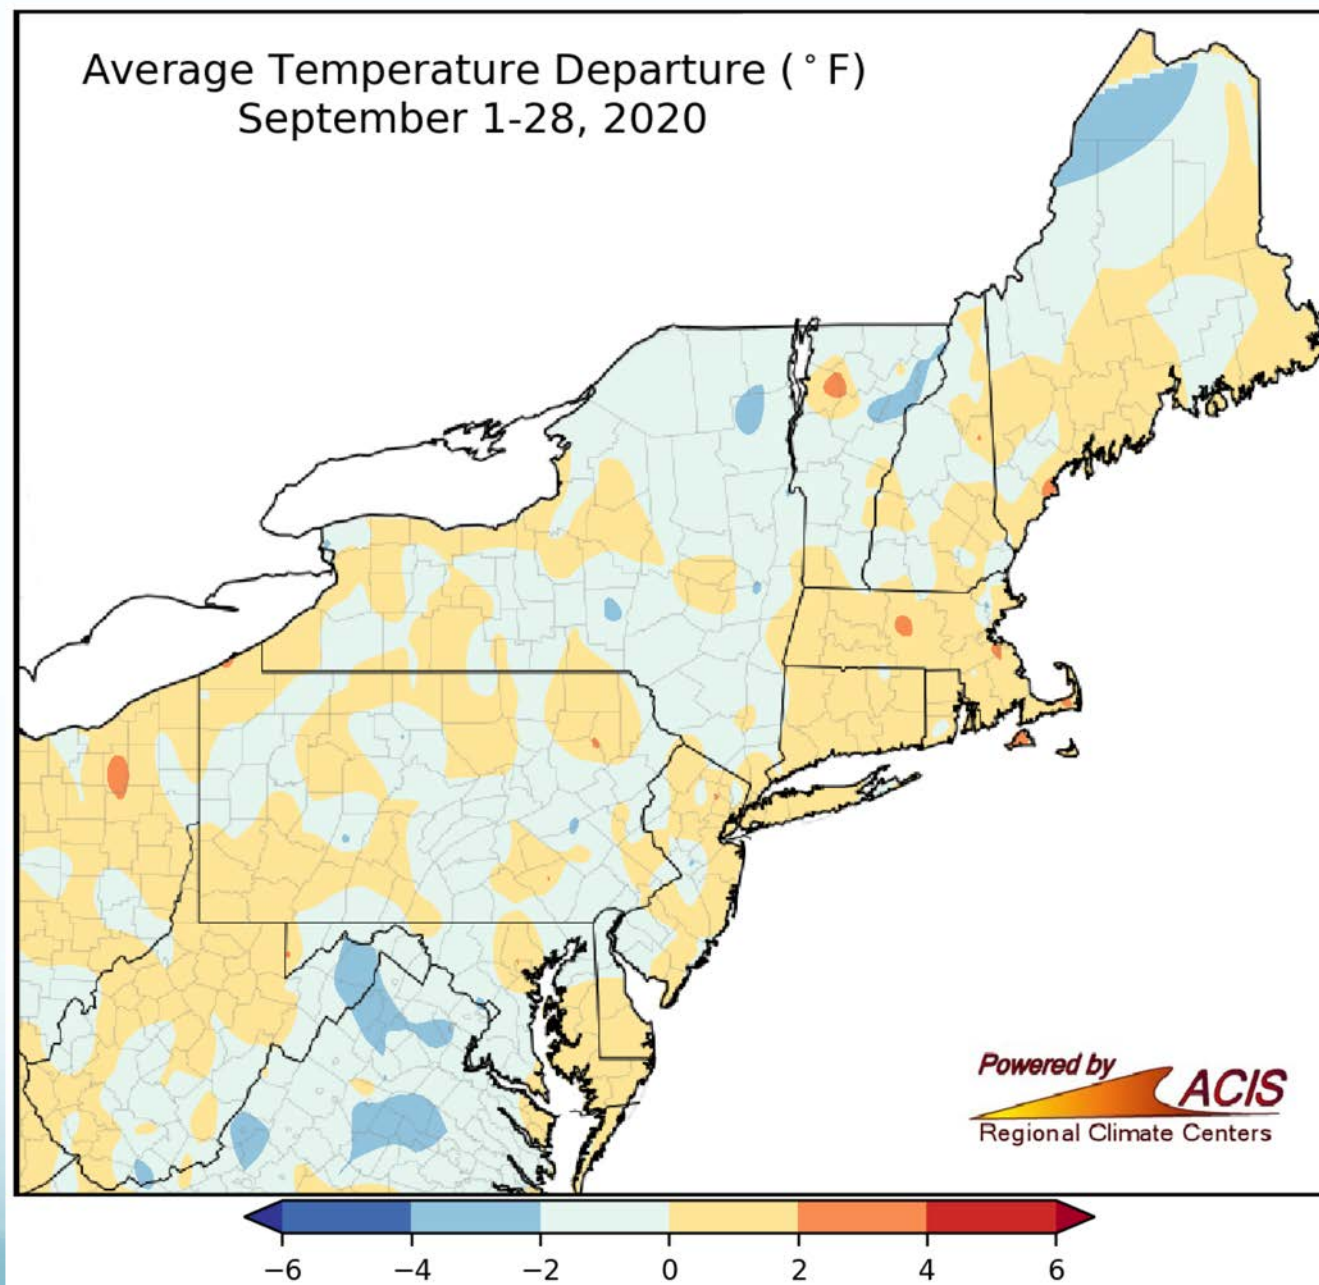 Average Temperature Departure (°F)
September 1-28, 2020
Powered by
ACIS
Regional Climate Centers
−6 −4 −2 0 2 4 6